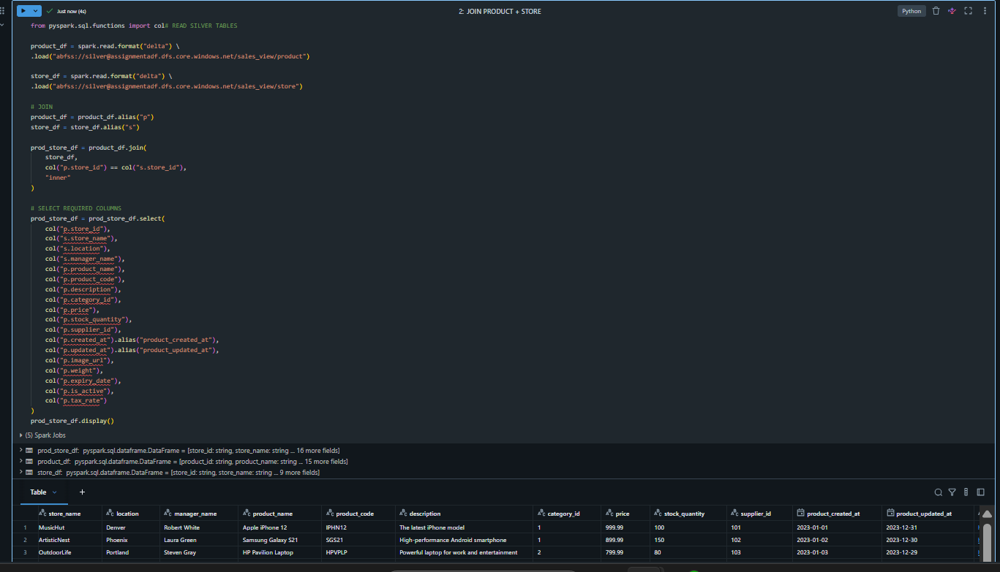 Just now (4s)
2: JOIN PRODUCT + STORE
Python
from pyspark.sql.functions import col# READ SILVER TABLES
product_df = spark.read.format("delta") \
.load("abfss://silver@assignmentadf.dfs.core.windows.net/sales_view/product")
store_df = spark.read.format("delta") \
.load("abfss://silver@assignmentadf.dfs.core.windows.net/sales_view/store")
# JOIN
product_df = product_df.alias("p")
store_df = store_df.alias("s")
prod_store_df = product_df.join(
store_df,
col("p.store_id") == col("s.store_id"),
"inner"
)
# SELECT REQUIRED COLUMNS
prod_store_df = prod_store_df.select(
col("p.store_id"),
col("s.store_name"),
col("s.location"),
col("s.manager_name"),
col("p.product_name"),
col("p.product_code"),
col("p.description"),
col("p.category_id"),
col("p.price"),
col("p.stock_quantity"),
col("p.supplier_id"),
col("p.created_at").alias("product_created_at"),
col("p.updated_at").alias("product_updated_at"),
col("p.image_url"),
col("p.weight"),
col("p.expiry_date"),
col("p.is_active"),
col("p.tax_rate")
)
prod_store_df.display()
(5) Spark Jobs
prod_store_df: pyspark.sql.dataframe.DataFrame = [store_id: string, store_name: string ... 16 more fields]
product_df: pyspark.sql.dataframe.DataFrame = [product_id: string, product_name: string ... 15 more fields]
store_df: pyspark.sql.dataframe.DataFrame = [store_id: string, store_name: string ... 9 more fields]
Table +
store_name location manager_name product_name product_code description category_id price stock_quantity supplier_id product_created_at product_updated_at
1 MusicHut Denver Robert White Apple iPhone 12 IPHN12 The latest iPhone model 1 999.99 100 101 2023-01-01 2023-12-31
2 ArtisticNest Phoenix Laura Green Samsung Galaxy S21 SGS21 High-performance Android smartphone 1 899.99 150 102 2023-01-02 2023-12-30
3 OutdoorLife Portland Steven Gray HP Pavilion Laptop HPVPLP Powerful laptop for work and entertainment 2 799.99 80 103 2023-01-03 2023-12-29